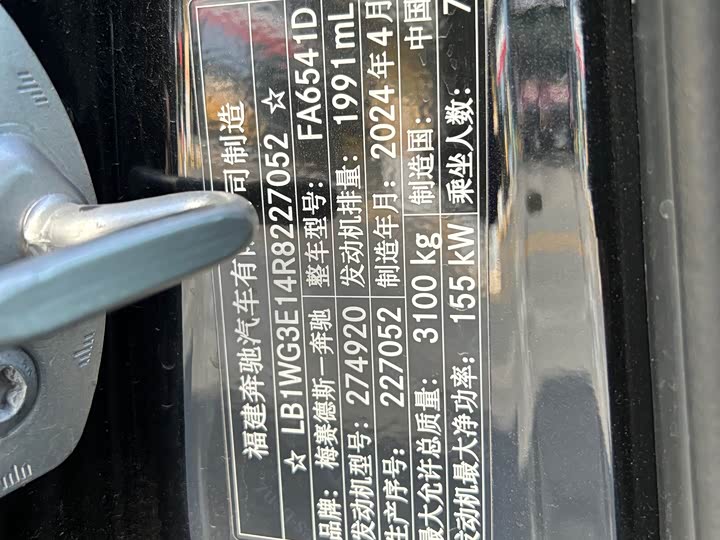 福建奔驰汽车有 司制造
☆ LB1WG3E14R8227052 ☆
品牌: 梅赛德斯-奔驰 整车型号: FA6541D
发动机型号: 274920 发动机排量: 1991mL
生产序号: 227052 制造年月: 2024年4月
最大允许总质量: 3100 kg 制造国: 中国
发动机最大净功率: 155 kW 乘坐人数: 7